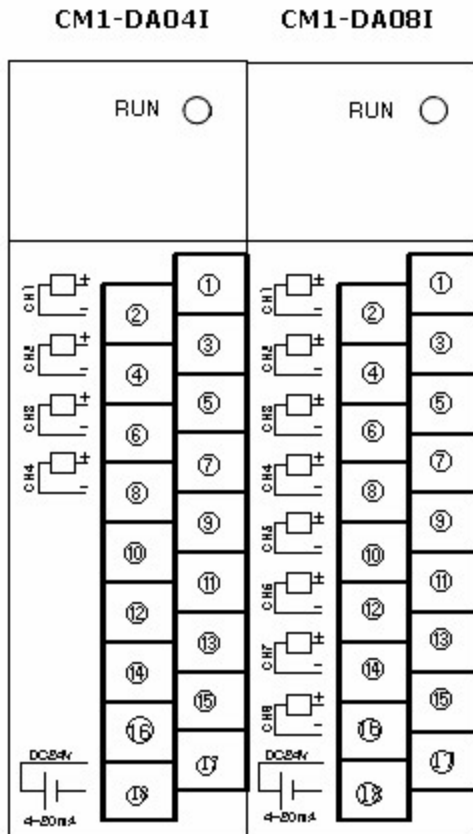 CM1-DA04I CM1-DA08I
RUN RUN
CH1 ① CH1 ①
② ②
CH2 ③ CH2 ③
④ ④
CH3 ⑤ CH3 ⑤
⑥ ⑥
CH4 ⑦ CH4 ⑦
⑧ ⑧
⑨ CH5 ⑨
⑩ ⑩
⑪ CH6 ⑪
⑫ ⑫
⑬ CH7 ⑬
⑭ ⑭
⑮ CH8 ⑮
⑯ ⑯
DC24V ⑰ DC24V ⑰
⑱ ⑱
4~20mA 4~20mA